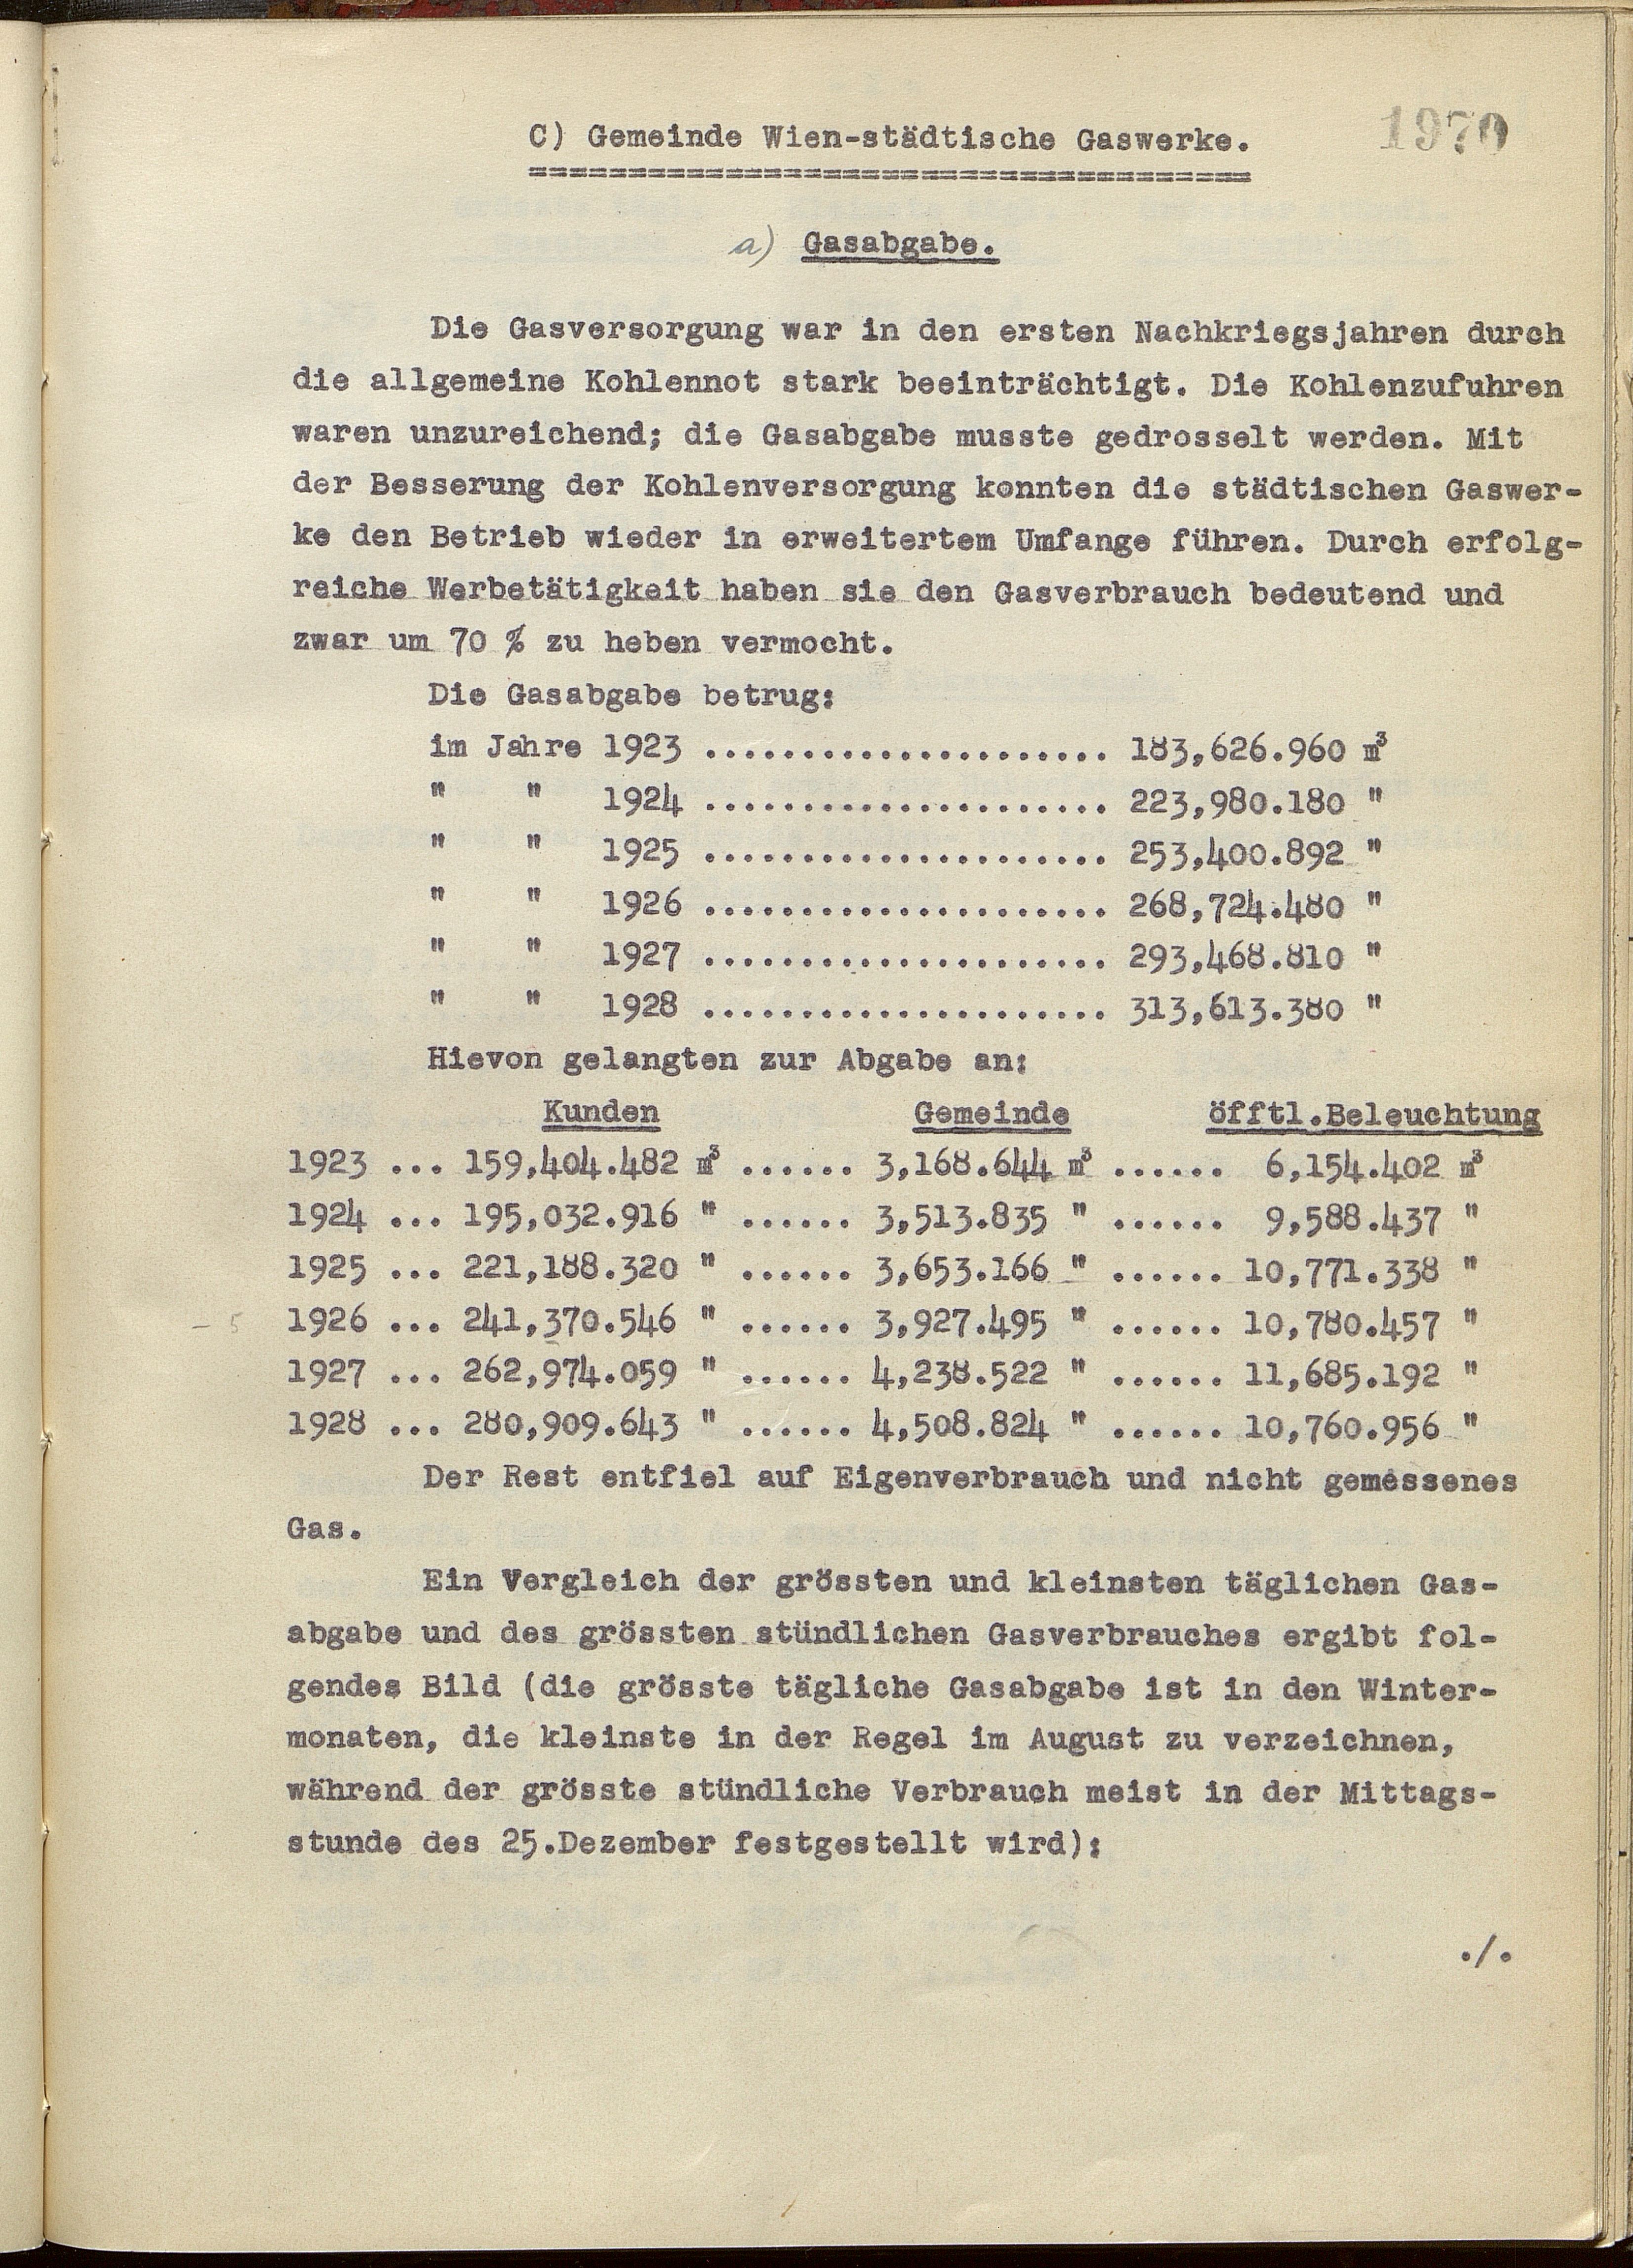 1970
C) Gemeinde Wien-städtische Gaswerke.
=====================================
a) Gasabgabe.
Die Gasversorgung war in den ersten Nachkriegsjahren durch
die allgemeine Kohlennot stark beeinträchtigt. Die Kohlenzufuhren
waren unzureichend; die Gasabgabe musste gedrosselt werden. Mit
der Besserung der Kohlenversorgung konnten die städtischen Gaswer-
ke den Betrieb wieder in erweitertem Umfange führen. Durch erfolg-
reiche Werbetätigkeit haben sie den Gasverbrauch bedeutend und
zwar um 70 % zu heben vermocht.
Die Gasabgabe betrug:
im Jahre 1923 ..................... 183,626.960 m³
" " 1924 ..................... 223,980.180 "
" " 1925 ..................... 253,400.892 "
" " 1926 ..................... 268,724.480 "
" " 1927 ..................... 293,468.810 "
" " 1928 ..................... 313,613.380 "
Hievon gelangten zur Abgabe an:
Kunden Gemeinde öfftl.Beleuchtung
1923 ... 159,404.482 m³ ...... 3,168.644 m³ ...... 6,154.402 m³
1924 ... 195,032.916 " ...... 3,513.835 " ...... 9,588.437 "
1925 ... 221,188.320 " ...... 3,653.166 " ...... 10,771.338 "
- 5 1926 ... 241,370.546 " ...... 3,927.495 " ...... 10,780.457 "
1927 ... 262,974.059 " ...... 4,238.522 " ...... 11,685.192 "
1928 ... 280,909.643 " ...... 4,508.824 " ...... 10,760.956 "
Der Rest entfiel auf Eigenverbrauch und nicht gemessenes
Gas.
Ein Vergleich der grössten und kleinsten täglichen Gas-
abgabe und des grössten stündlichen Gasverbrauches ergibt fol-
gendes Bild (die grösste tägliche Gasabgabe ist in den Winter-
monaten, die kleinste in der Regel im August zu verzeichnen,
während der grösste stündliche Verbrauch meist in der Mittags-
stunde des 25.Dezember festgestellt wird):
./.